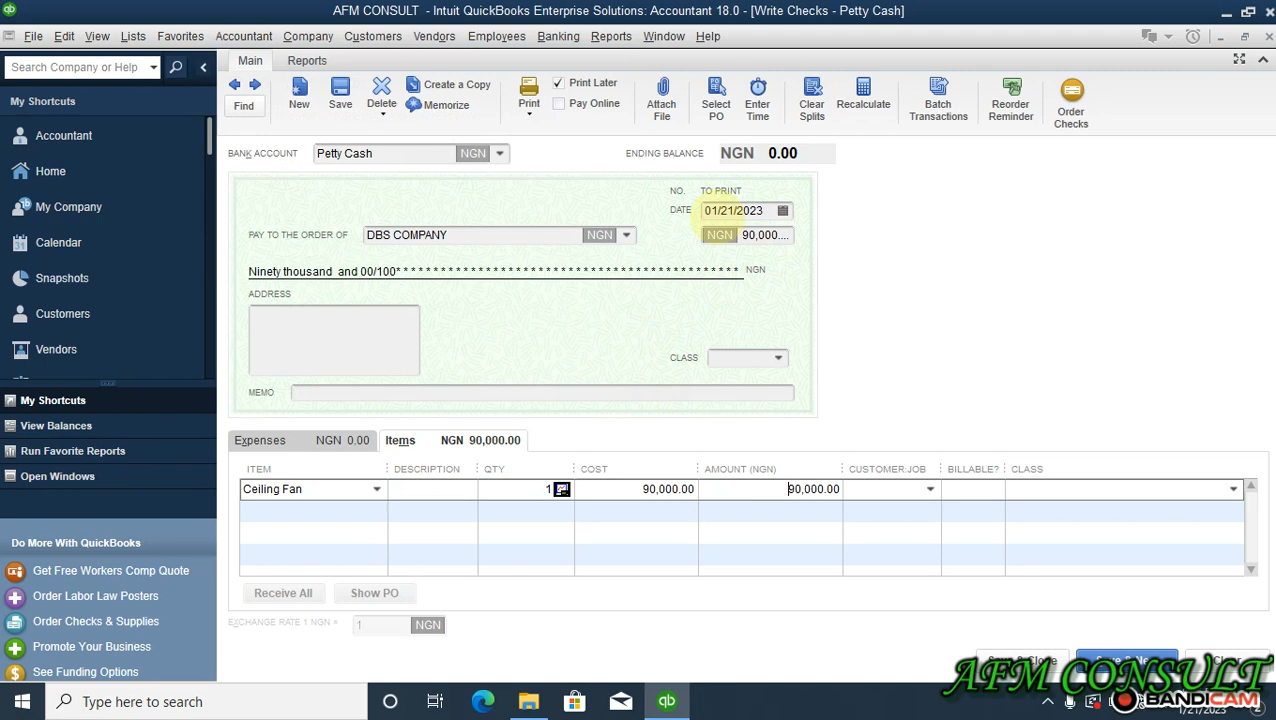 AFM CONSULT - Intuit QuickBooks Enterprise Solutions: Accountant 18.0 - [Write Checks - Petty Cash]
File Edit View Lists Favorites Accountant Company Customers Vendors Employees Banking Reports Window Help
Search Company or Help
My Shortcuts
Accountant
Home
My Company
Calendar
Snapshots
Customers
Vendors
My Shortcuts
View Balances
Run Favorite Reports
Open Windows
Do More With QuickBooks
Get Free Workers Comp Quote
Order Labor Law Posters
Order Checks & Supplies
Promote Your Business
See Funding Options
Main Reports
Find
New
Save
Delete
Create a Copy
Memorize
Print
Print Later
Pay Online
Attach File
Select PO
Enter Time
Clear Splits
Recalculate
Batch Transactions
Reorder Reminder
Order Checks
BANK ACCOUNT Petty Cash NGN ENDING BALANCE NGN 0.00
NO. TO PRINT
DATE 01/21/2023
PAY TO THE ORDER OF DBS COMPANY NGN NGN 90,000....
Ninety thousand and 00/100* * * * * * * * * * * * * * * * * * * * * * * * * * * * * * * * * * * * * * * * * * * * * NGN
ADDRESS
CLASS
MEMO
Expenses NGN 0.00 Items NGN 90,000.00
ITEM DESCRIPTION QTY COST AMOUNT (NGN) CUSTOMER:JOB BILLABLE? CLASS
Ceiling Fan 1 90,000.00 90,000.00
Receive All Show PO
EXCHANGE RATE 1 NGN = 1 NGN
AFM CONSULT
BANDICAM
Type here to search
1/21/2023
2